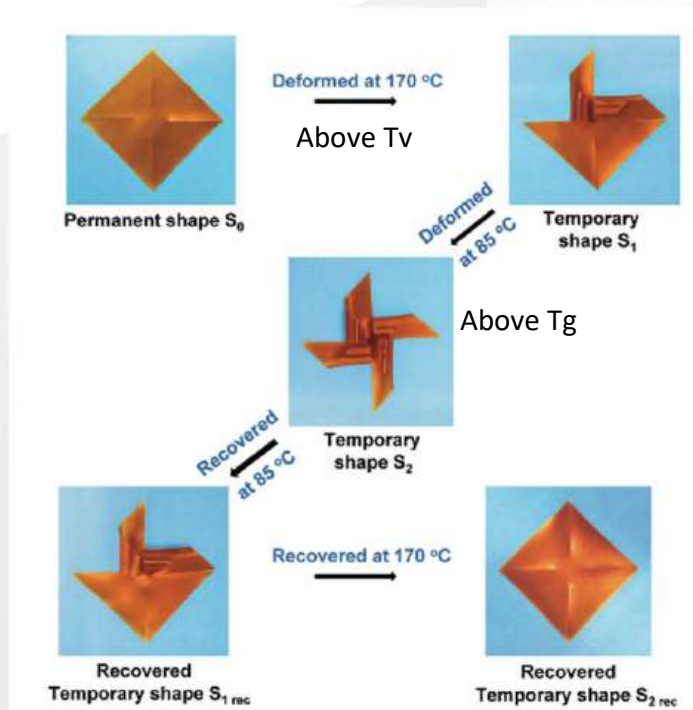 Deformed at 170 °C
Above Tv
Permanent shape S0
Temporary
shape S1
Deformed
at 85 °C
Above Tg
Temporary
shape S2
Recovered
at 85 °C
Recovered at 170 °C
Recovered
Temporary shape S1 rec
Recovered
Temporary shape S2 rec